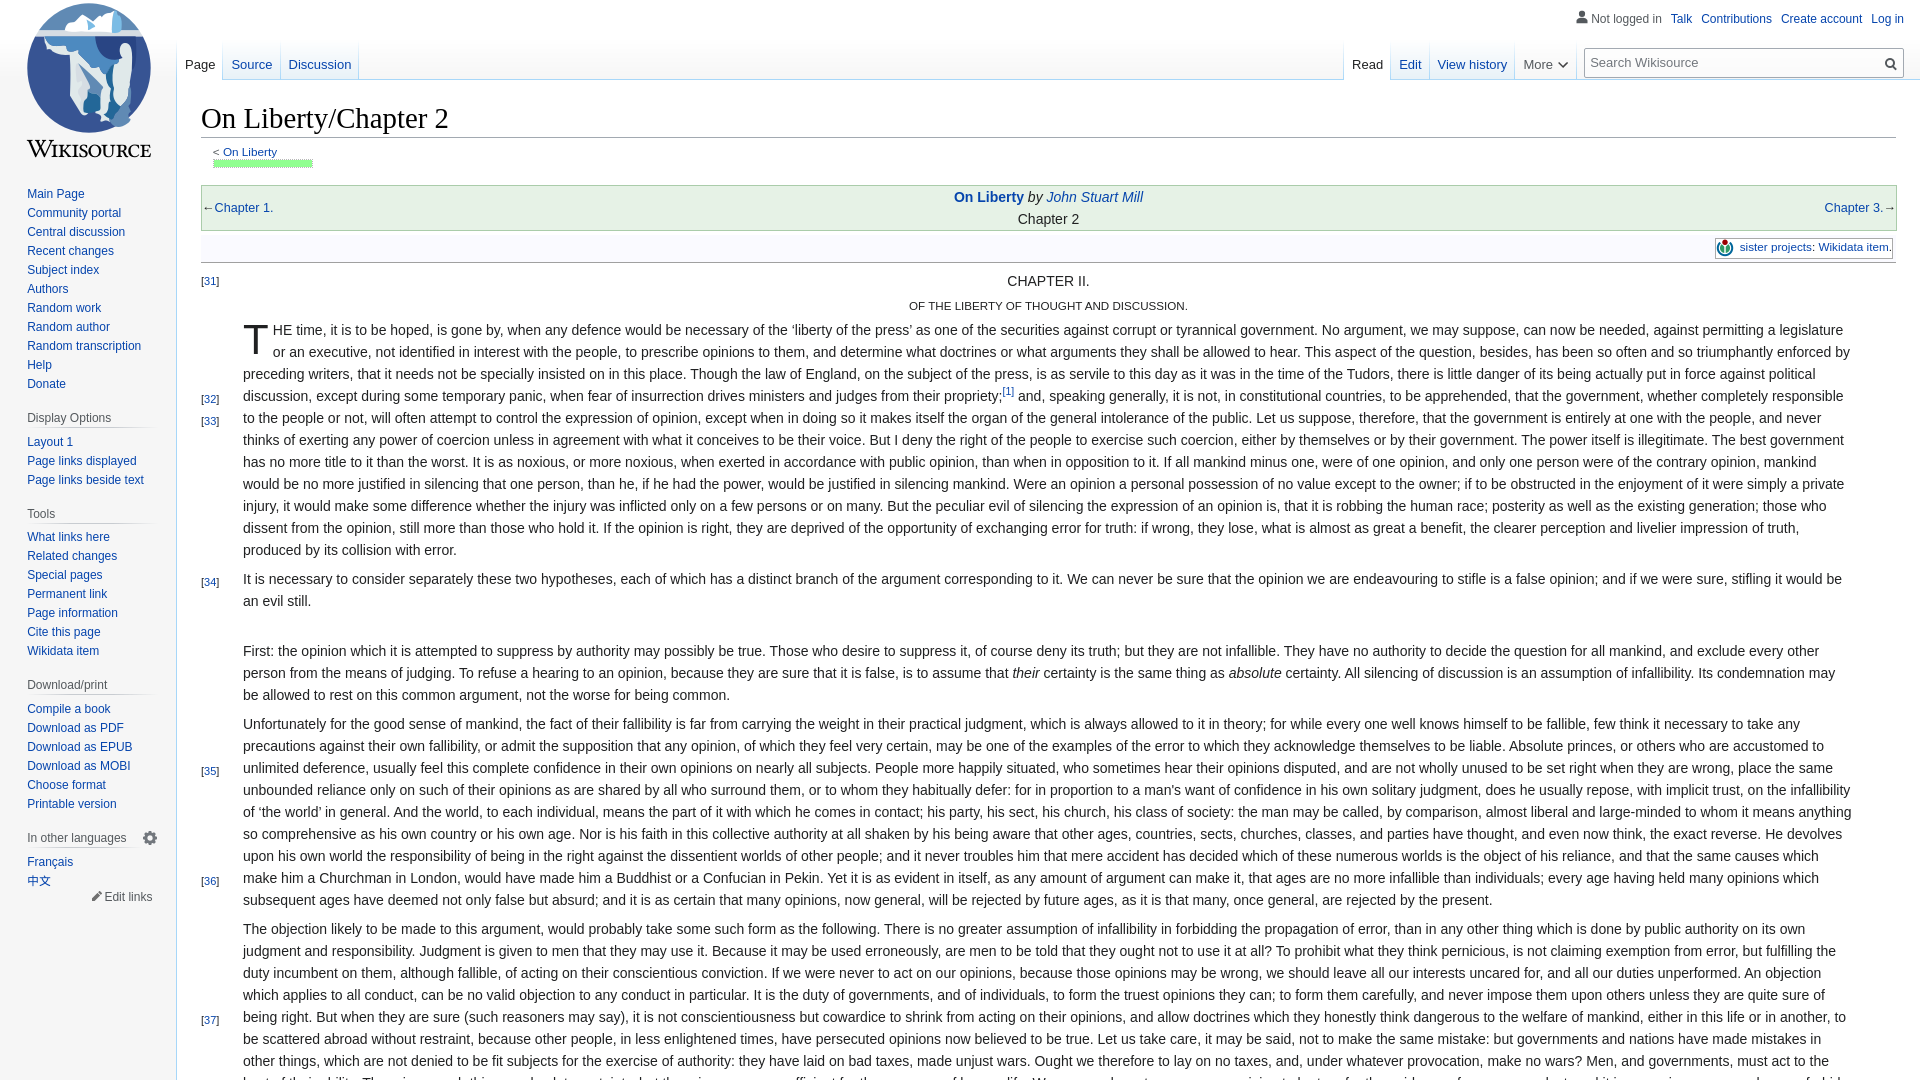 Not logged in Talk Contributions Create account Log in
Page Source Discussion
Read Edit View history More Search Wikisource
WIKISOURCE
Main Page
Community portal
Central discussion
Recent changes
Subject index
Authors
Random work
Random author
Random transcription
Help
Donate
Display Options
Layout 1
Page links displayed
Page links beside text
Tools
What links here
Related changes
Special pages
Permanent link
Page information
Cite this page
Wikidata item
Download/print
Compile a book
Download as PDF
Download as EPUB
Download as MOBI
Choose format
Printable version
In other languages
Français
中文
Edit links
On Liberty/Chapter 2
< On Liberty
←Chapter 1.
On Liberty by John Stuart Mill
Chapter 2
Chapter 3.→
sister projects: Wikidata item.
[31]
CHAPTER II.
OF THE LIBERTY OF THOUGHT AND DISCUSSION.
THE time, it is to be hoped, is gone by, when any defence would be necessary of the ‘liberty of the press’ as one of the securities against corrupt or tyrannical government. No argument, we may suppose, can now be needed, against permitting a legislature
or an executive, not identified in interest with the people, to prescribe opinions to them, and determine what doctrines or what arguments they shall be allowed to hear. This aspect of the question, besides, has been so often and so triumphantly enforced by
preceding writers, that it needs not be specially insisted on in this place. Though the law of England, on the subject of the press, is as servile to this day as it was in the time of the Tudors, there is little danger of its being actually put in force against political
[32] discussion, except during some temporary panic, when fear of insurrection drives ministers and judges from their propriety;[1] and, speaking generally, it is not, in constitutional countries, to be apprehended, that the government, whether completely responsible
[33] to the people or not, will often attempt to control the expression of opinion, except when in doing so it makes itself the organ of the general intolerance of the public. Let us suppose, therefore, that the government is entirely at one with the people, and never
thinks of exerting any power of coercion unless in agreement with what it conceives to be their voice. But I deny the right of the people to exercise such coercion, either by themselves or by their government. The power itself is illegitimate. The best government
has no more title to it than the worst. It is as noxious, or more noxious, when exerted in accordance with public opinion, than when in opposition to it. If all mankind minus one, were of one opinion, and only one person were of the contrary opinion, mankind
would be no more justified in silencing that one person, than he, if he had the power, would be justified in silencing mankind. Were an opinion a personal possession of no value except to the owner; if to be obstructed in the enjoyment of it were simply a private
injury, it would make some difference whether the injury was inflicted only on a few persons or on many. But the peculiar evil of silencing the expression of an opinion is, that it is robbing the human race; posterity as well as the existing generation; those who
dissent from the opinion, still more than those who hold it. If the opinion is right, they are deprived of the opportunity of exchanging error for truth: if wrong, they lose, what is almost as great a benefit, the clearer perception and livelier impression of truth,
produced by its collision with error.
[34] It is necessary to consider separately these two hypotheses, each of which has a distinct branch of the argument corresponding to it. We can never be sure that the opinion we are endeavouring to stifle is a false opinion; and if we were sure, stifling it would be
an evil still.
First: the opinion which it is attempted to suppress by authority may possibly be true. Those who desire to suppress it, of course deny its truth; but they are not infallible. They have no authority to decide the question for all mankind, and exclude every other
person from the means of judging. To refuse a hearing to an opinion, because they are sure that it is false, is to assume that their certainty is the same thing as absolute certainty. All silencing of discussion is an assumption of infallibility. Its condemnation may
be allowed to rest on this common argument, not the worse for being common.
Unfortunately for the good sense of mankind, the fact of their fallibility is far from carrying the weight in their practical judgment, which is always allowed to it in theory; for while every one well knows himself to be fallible, few think it necessary to take any
precautions against their own fallibility, or admit the supposition that any opinion, of which they feel very certain, may be one of the examples of the error to which they acknowledge themselves to be liable. Absolute princes, or others who are accustomed to
[35] unlimited deference, usually feel this complete confidence in their own opinions on nearly all subjects. People more happily situated, who sometimes hear their opinions disputed, and are not wholly unused to be set right when they are wrong, place the same
unbounded reliance only on such of their opinions as are shared by all who surround them, or to whom they habitually defer: for in proportion to a man's want of confidence in his own solitary judgment, does he usually repose, with implicit trust, on the infallibility
of ‘the world’ in general. And the world, to each individual, means the part of it with which he comes in contact; his party, his sect, his church, his class of society: the man may be called, by comparison, almost liberal and large-minded to whom it means anything
so comprehensive as his own country or his own age. Nor is his faith in this collective authority at all shaken by his being aware that other ages, countries, sects, churches, classes, and parties have thought, and even now think, the exact reverse. He devolves
upon his own world the responsibility of being in the right against the dissentient worlds of other people; and it never troubles him that mere accident has decided which of these numerous worlds is the object of his reliance, and that the same causes which
[36] make him a Churchman in London, would have made him a Buddhist or a Confucian in Pekin. Yet it is as evident in itself, as any amount of argument can make it, that ages are no more infallible than individuals; every age having held many opinions which
subsequent ages have deemed not only false but absurd; and it is as certain that many opinions, now general, will be rejected by future ages, as it is that many, once general, are rejected by the present.
The objection likely to be made to this argument, would probably take some such form as the following. There is no greater assumption of infallibility in forbidding the propagation of error, than in any other thing which is done by public authority on its own
judgment and responsibility. Judgment is given to men that they may use it. Because it may be used erroneously, are men to be told that they ought not to use it at all? To prohibit what they think pernicious, is not claiming exemption from error, but fulfilling the
duty incumbent on them, although fallible, of acting on their conscientious conviction. If we were never to act on our opinions, because those opinions may be wrong, we should leave all our interests uncared for, and all our duties unperformed. An objection
which applies to all conduct, can be no valid objection to any conduct in particular. It is the duty of governments, and of individuals, to form the truest opinions they can; to form them carefully, and never impose them upon others unless they are quite sure of
[37] being right. But when they are sure (such reasoners may say), it is not conscientiousness but cowardice to shrink from acting on their opinions, and allow doctrines which they honestly think dangerous to the welfare of mankind, either in this life or in another, to
be scattered abroad without restraint, because other people, in less enlightened times, have persecuted opinions now believed to be true. Let us take care, it may be said, not to make the same mistake: but governments and nations have made mistakes in
other things, which are not denied to be fit subjects for the exercise of authority: they have laid on bad taxes, made unjust wars. Ought we therefore to lay on no taxes, and, under whatever provocation, make no wars? Men, and governments, must act to the